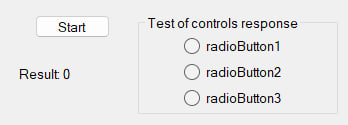 Start
Result: 0
Test of controls response
radioButton1
radioButton2
radioButton3